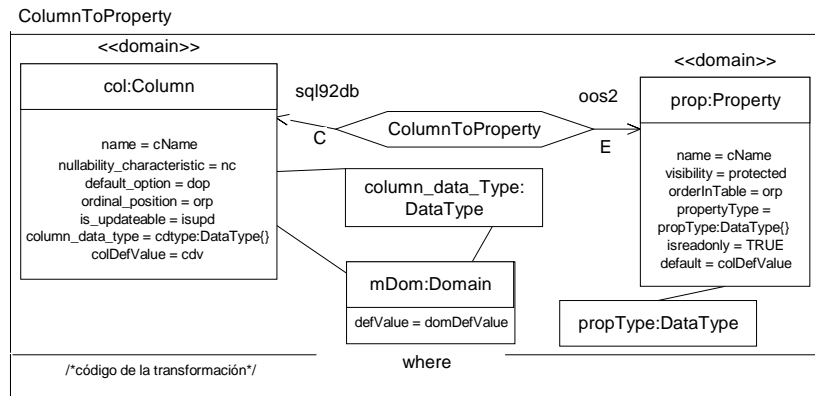 ColumnToProperty
<<domain>>
col:Column
name = cName
nullability_characteristic = nc
default_option = dop
ordinal_position = orp
is_updateable = isupd
column_data_type = cdtype:DataType{}
colDefValue = cdv
sql92db
C
ColumnToProperty
oos2
E
<<domain>>
prop:Property
name = cName
visibility = protected
orderInTable = orp
propertyType =
propType:DataType{}
isreadonly = TRUE
default = colDefValue
column_data_Type:
DataType
mDom:Domain
defValue = domDefValue
propType:DataType
where
/*código de la transformación*/